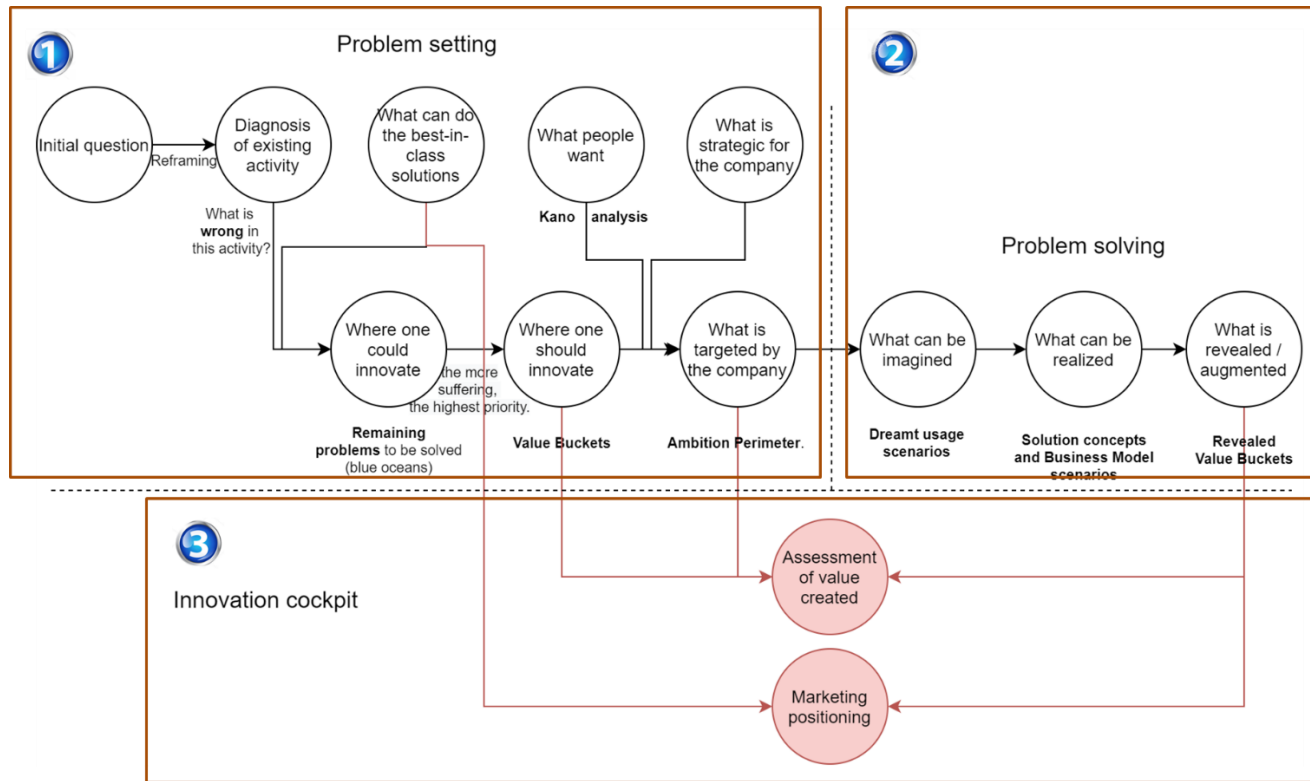 1
Problem setting
Initial question
Reframing
Diagnosis
of existing
activity
What can do
the best-in-
class
solutions
What people
want
What is
strategic for
the company
What is
wrong in
this activity?
Kano analysis
Where one
could
innovate
the more
suffering,
the highest priority.
Where one
should
innovate
What is
targeted by
the company
Remaining
problems to be solved
(blue oceans)
Value Buckets
Ambition Perimeter.
2
Problem solving
What can be
imagined
What can be
realized
What is
revealed /
augmented
Dreamt usage
scenarios
Solution concepts
and Business Model
scenarios
Revealed
Value Buckets
3
Innovation cockpit
Assessment
of value
created
Marketing
positioning